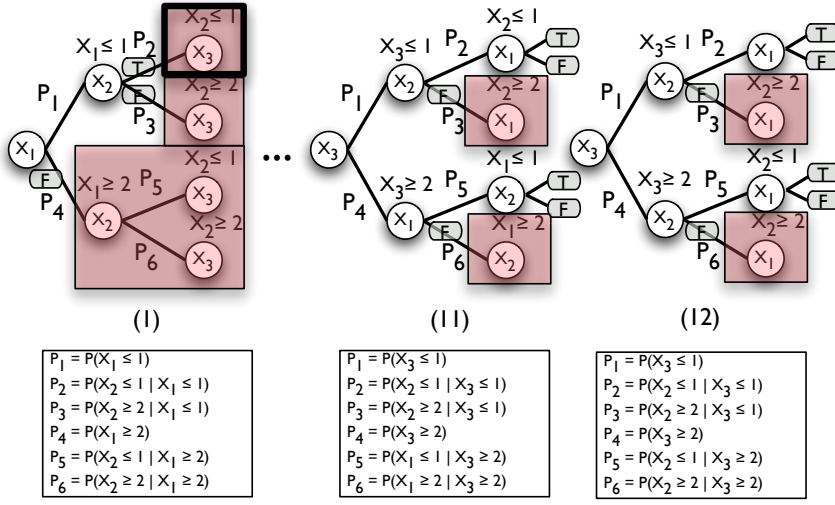 X2 ≤ 1
X1 ≤ 1
P2
T
X3
X2
F
X2 ≥ 2
P1
P3
X3
X1
F
X1 ≥ 2
P4
P5
X2 ≤ 1
X3
X2
X2 ≥ 2
P6
X3
(1)
...
X2 ≤ 1
X3 ≤ 1
P2
X1
T
F
X2
X2 ≥ 2
P1
F
P3
X1
X3
P4
X3 ≥ 2
P5
X1 ≤ 1
X2
T
F
X1
X1 ≥ 2
F
P6
X2
(11)
X2 ≤ 1
X3 ≤ 1
P2
X1
T
F
X2
X2 ≥ 2
P1
F
P3
X1
X3
P4
X3 ≥ 2
P5
X2 ≤ 1
X1
T
F
X2
X2 ≥ 2
F
P6
X1
(12)
P1 = P(X1 ≤ 1)
P2 = P(X2 ≤ 1 | X1 ≤ 1)
P3 = P(X2 ≥ 2 | X1 ≤ 1)
P4 = P(X1 ≥ 2)
P5 = P(X2 ≤ 1 | X1 ≥ 2)
P6 = P(X2 ≥ 2 | X1 ≥ 2)
P1 = P(X3 ≤ 1)
P2 = P(X2 ≤ 1 | X3 ≤ 1)
P3 = P(X2 ≥ 2 | X3 ≤ 1)
P4 = P(X3 ≥ 2)
P5 = P(X1 ≤ 1 | X3 ≥ 2)
P6 = P(X1 ≥ 2 | X3 ≥ 2)
P1 = P(X3 ≤ 1)
P2 = P(X2 ≤ 1 | X3 ≤ 1)
P3 = P(X2 ≥ 2 | X3 ≤ 1)
P4 = P(X3 ≥ 2)
P5 = P(X2 ≤ 1 | X3 ≥ 2)
P6 = P(X2 ≥ 2 | X3 ≥ 2)